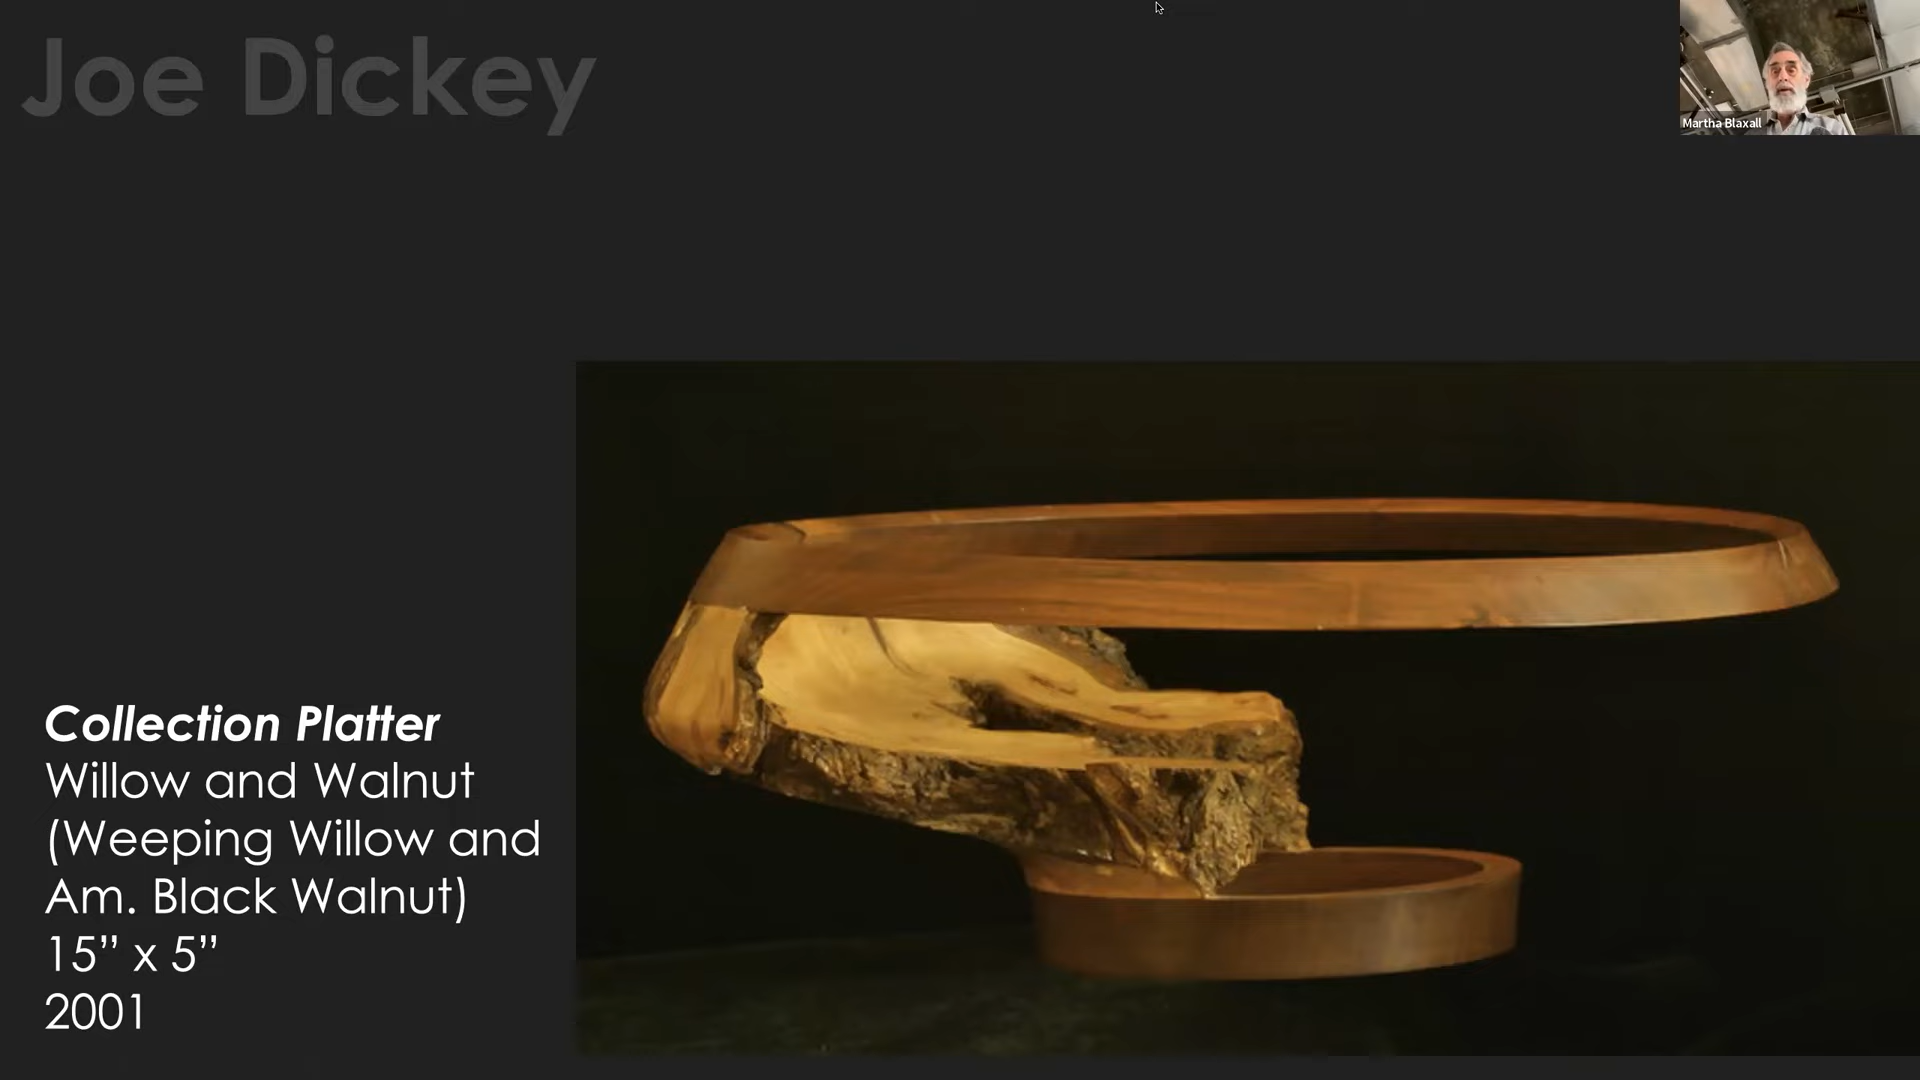 Joe Dickey
Martha Blaxall
Collection Platter
Willow and Walnut
(Weeping Willow and
Am. Black Walnut)
15” x 5”
2001